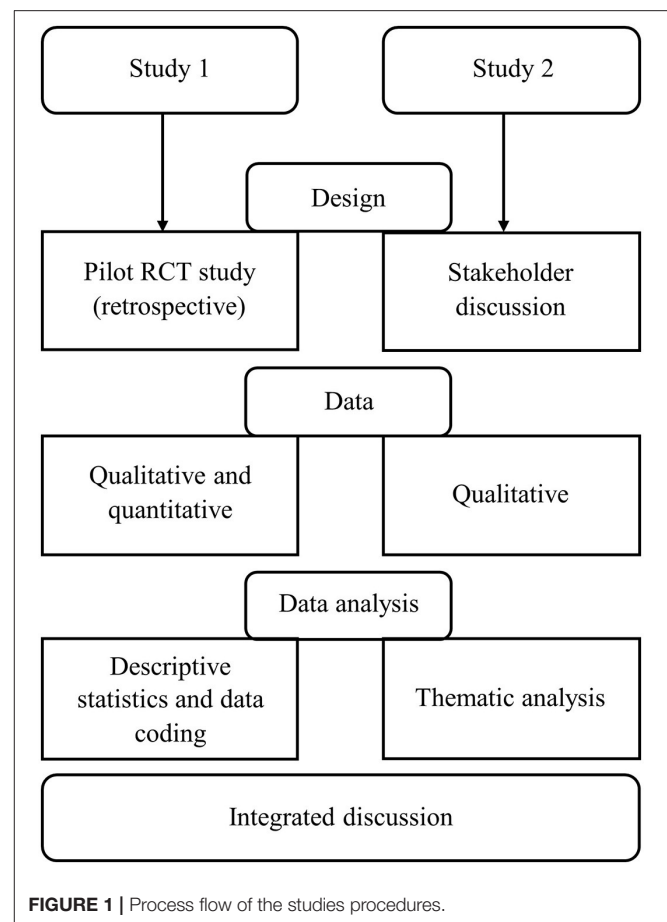 Study 1
Study 2
Design
Pilot RCT study
(retrospective)
Stakeholder
discussion
Data
Qualitative and
quantitative
Qualitative
Data analysis
Descriptive
statistics and data
coding
Thematic analysis
Integrated discussion
FIGURE 1 | Process flow of the studies procedures.